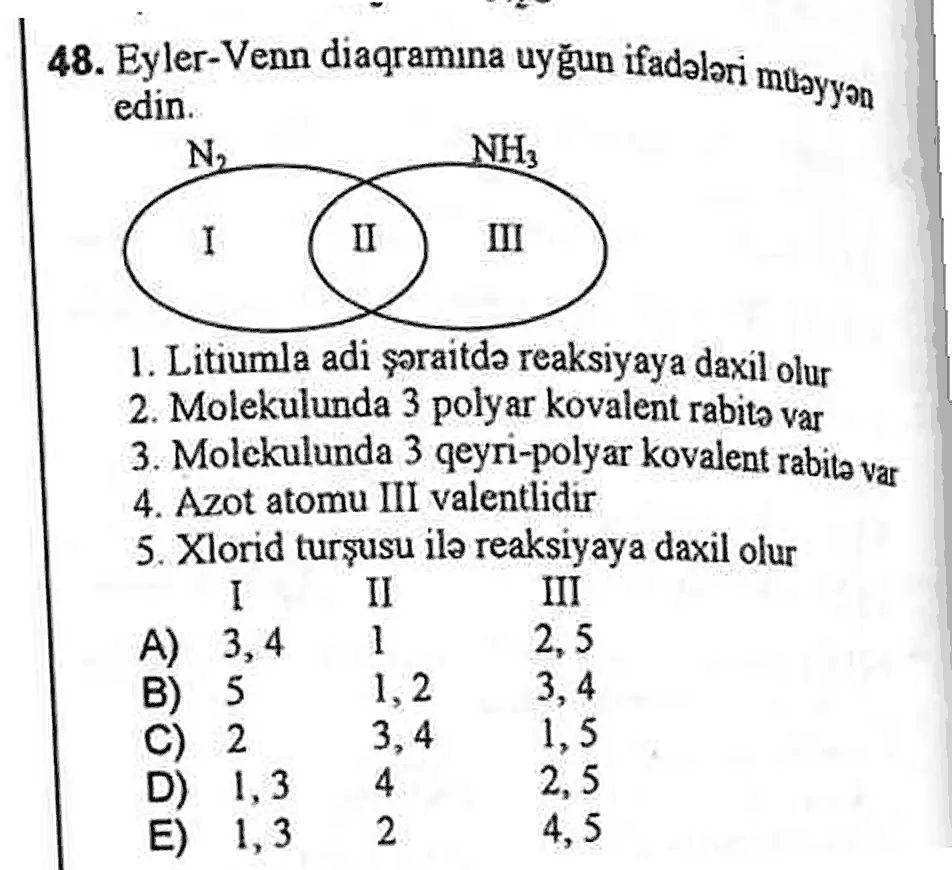 48. Eyler-Venn diaqramına uyğun ifadələri müəyyən
edin.
N₂ NH₃
I II III
1. Litiumla adi şəraitdə reaksiyaya daxil olur
2. Molekulunda 3 polyar kovalent rabitə var
3. Molekulunda 3 qeyri-polyar kovalent rabitə var
4. Azot atomu III valentlidir
5. Xlorid turşusu ilə reaksiyaya daxil olur
I II III
A) 3, 4 1 2, 5
B) 5 1, 2 3, 4
C) 2 3, 4 1, 5
D) 1, 3 4 2, 5
E) 1, 3 2 4, 5